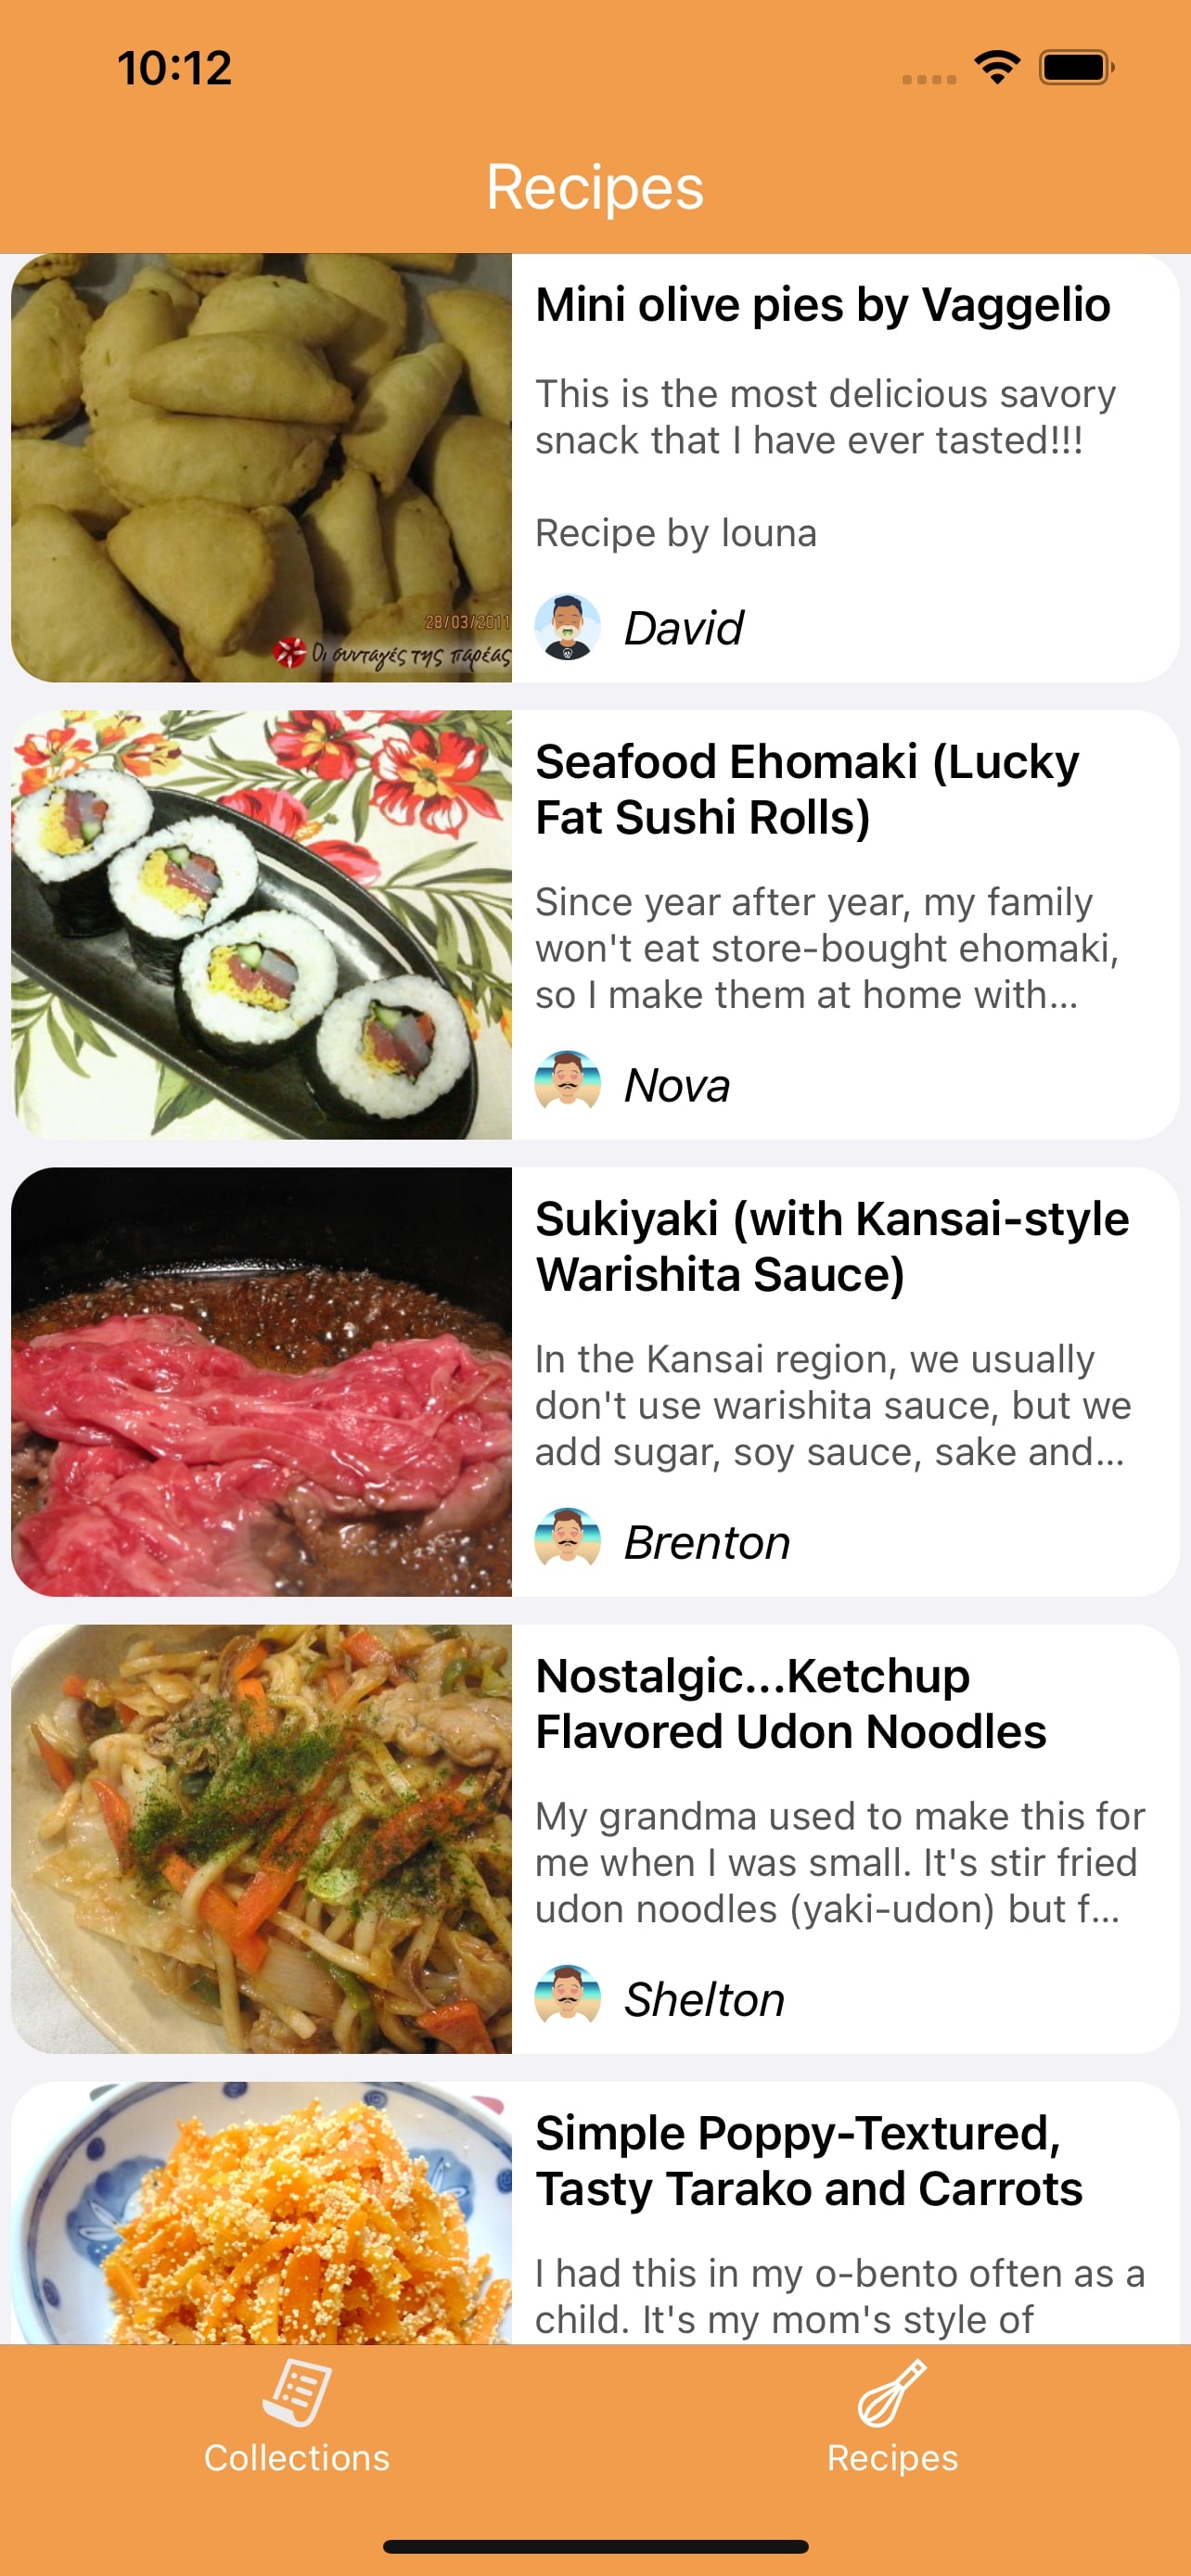 10:12
Recipes
Mini olive pies by Vaggelio
This is the most delicious savory
snack that I have ever tasted!!!
Recipe by louna
David
28/03/2011
Οι συνταγές της παρέας
Seafood Ehomaki (Lucky
Fat Sushi Rolls)
Since year after year, my family
won't eat store-bought ehomaki,
so I make them at home with...
Nova
Sukiyaki (with Kansai-style
Warishita Sauce)
In the Kansai region, we usually
don't use warishita sauce, but we
add sugar, soy sauce, sake and...
Brenton
Nostalgic...Ketchup
Flavored Udon Noodles
My grandma used to make this for
me when I was small. It's stir fried
udon noodles (yaki-udon) but f...
Shelton
Simple Poppy-Textured,
Tasty Tarako and Carrots
I had this in my o-bento often as a
child. It's my mom's style of
Collections
Recipes